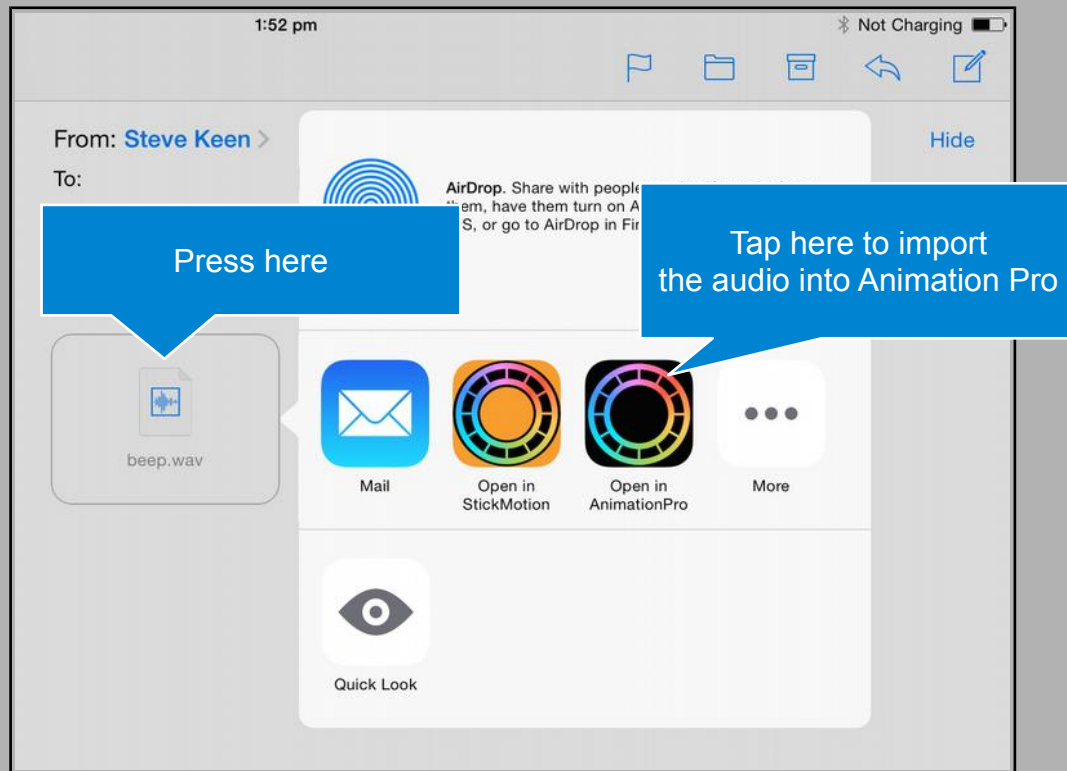 1:52 pm
Not Charging
From: Steve Keen
Hide
To:
AirDrop. Share with people
them, have them turn on A
S, or go to AirDrop in Fin
Press here
Tap here to import
the audio into Animation Pro
beep.wav
Mail
Open in
StickMotion
Open in
AnimationPro
More
Quick Look